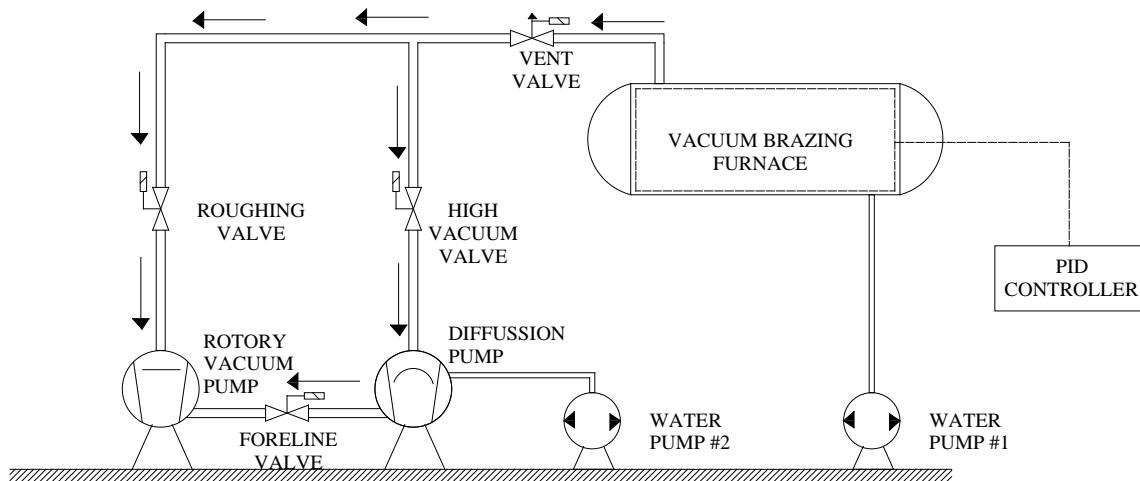 VENT
VALVE
VACUUM BRAZING
FURNACE
ROUGHING
VALVE
HIGH
VACUUM
VALVE
PID
CONTROLLER
ROTORY
VACUUM
PUMP
DIFFUSSION
PUMP
FORELINE
VALVE
WATER
PUMP #2
WATER
PUMP #1